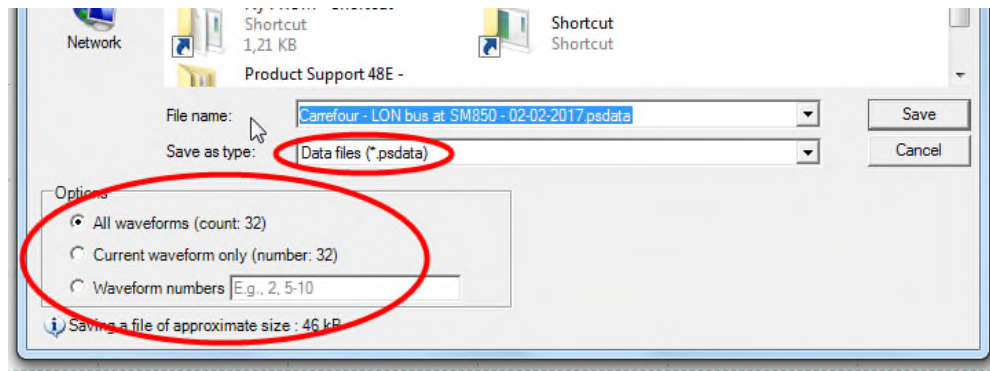 Shortcut
Network
1,21 KB
Product Support 48E -
Shortcut
Shortcut
File name:
Carrefour - LON bus at SM850 - 02-02-2017.psdata
Save
Save as type:
Data files (*.psdata)
Cancel
Options
All waveforms (count: 32)
Current waveform only (number: 32)
Waveform numbers
E.g., 2, 5-10
Saving a file of approximate size : 46 kB